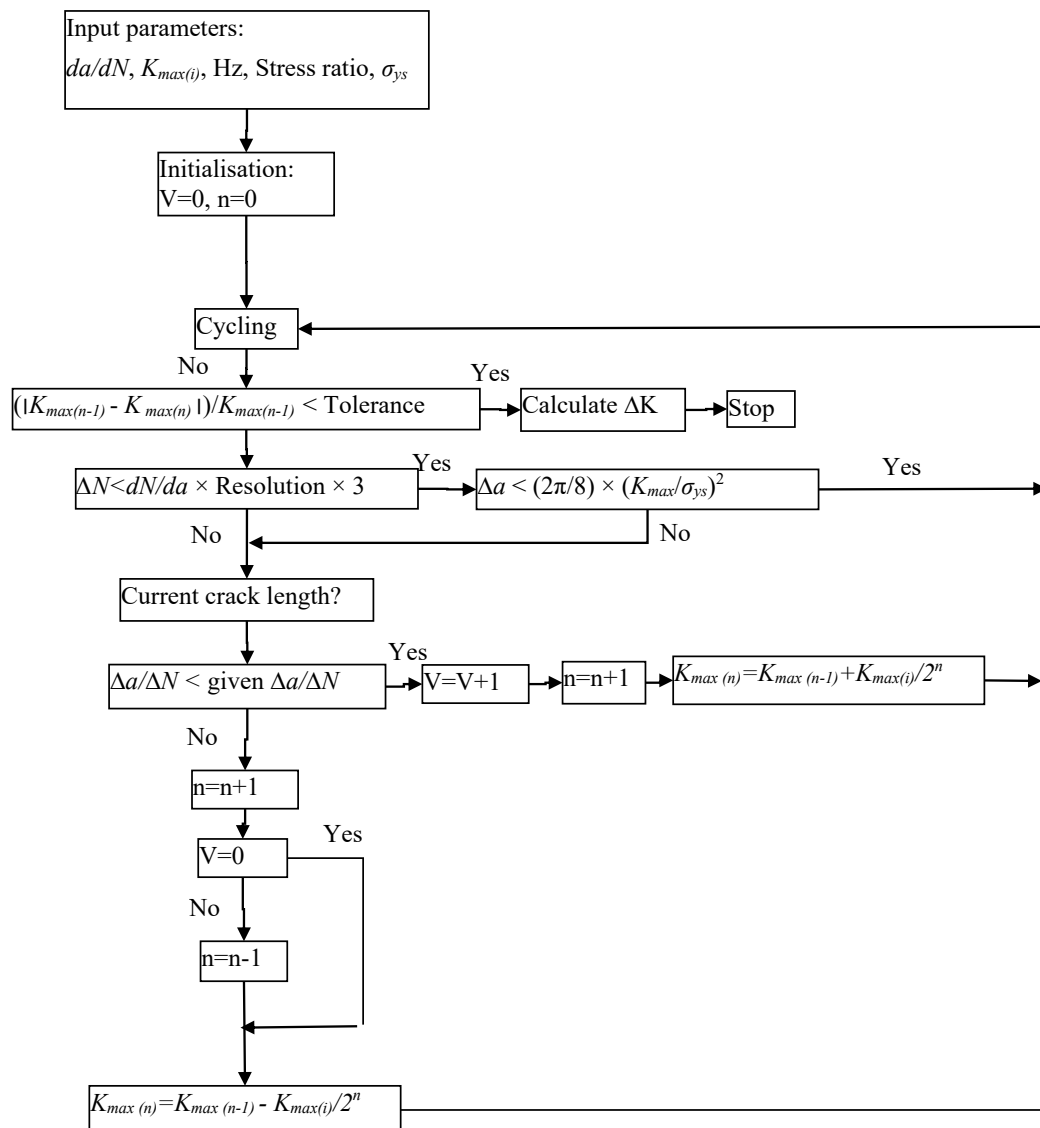 Input parameters:
da/dN, Kmax(i), Hz, Stress ratio, σys
Initialisation:
V=0, n=0
Cycling
No
Yes
(|Kmax(n-1) - K max(n) |)/Kmax(n-1) < Tolerance
Calculate ΔK
Stop
Yes
Yes
ΔN<dN/da × Resolution × 3
Δa < (2π/8) × (Kmax/σys)2
No
No
Current crack length?
Yes
Δa/ΔN < given Δa/ΔN
V=V+1
n=n+1
Kmax (n)=Kmax (n-1)+Kmax(i)/2n
No
n=n+1
Yes
V=0
No
n=n-1
Kmax (n)=Kmax (n-1) - Kmax(i)/2n